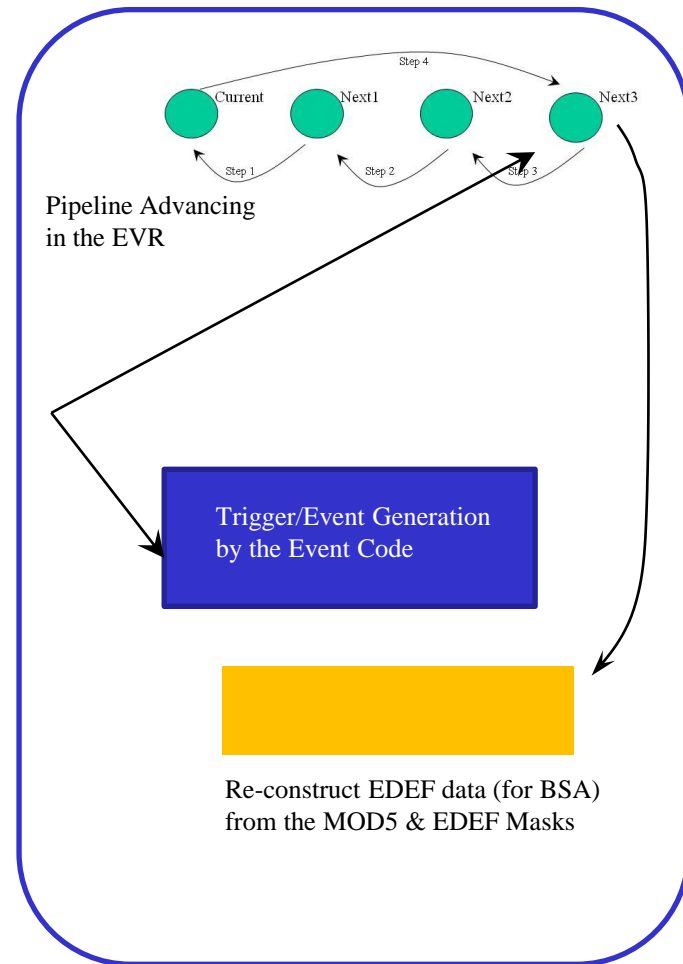 Step 4
Current
Next1
Next2
Next3
Step 1
Step 2
Step 3
Pipeline Advancing
in the EVR
Trigger/Event Generation
by the Event Code
Re-construct EDEF data (for BSA)
from the MOD5 & EDEF Masks